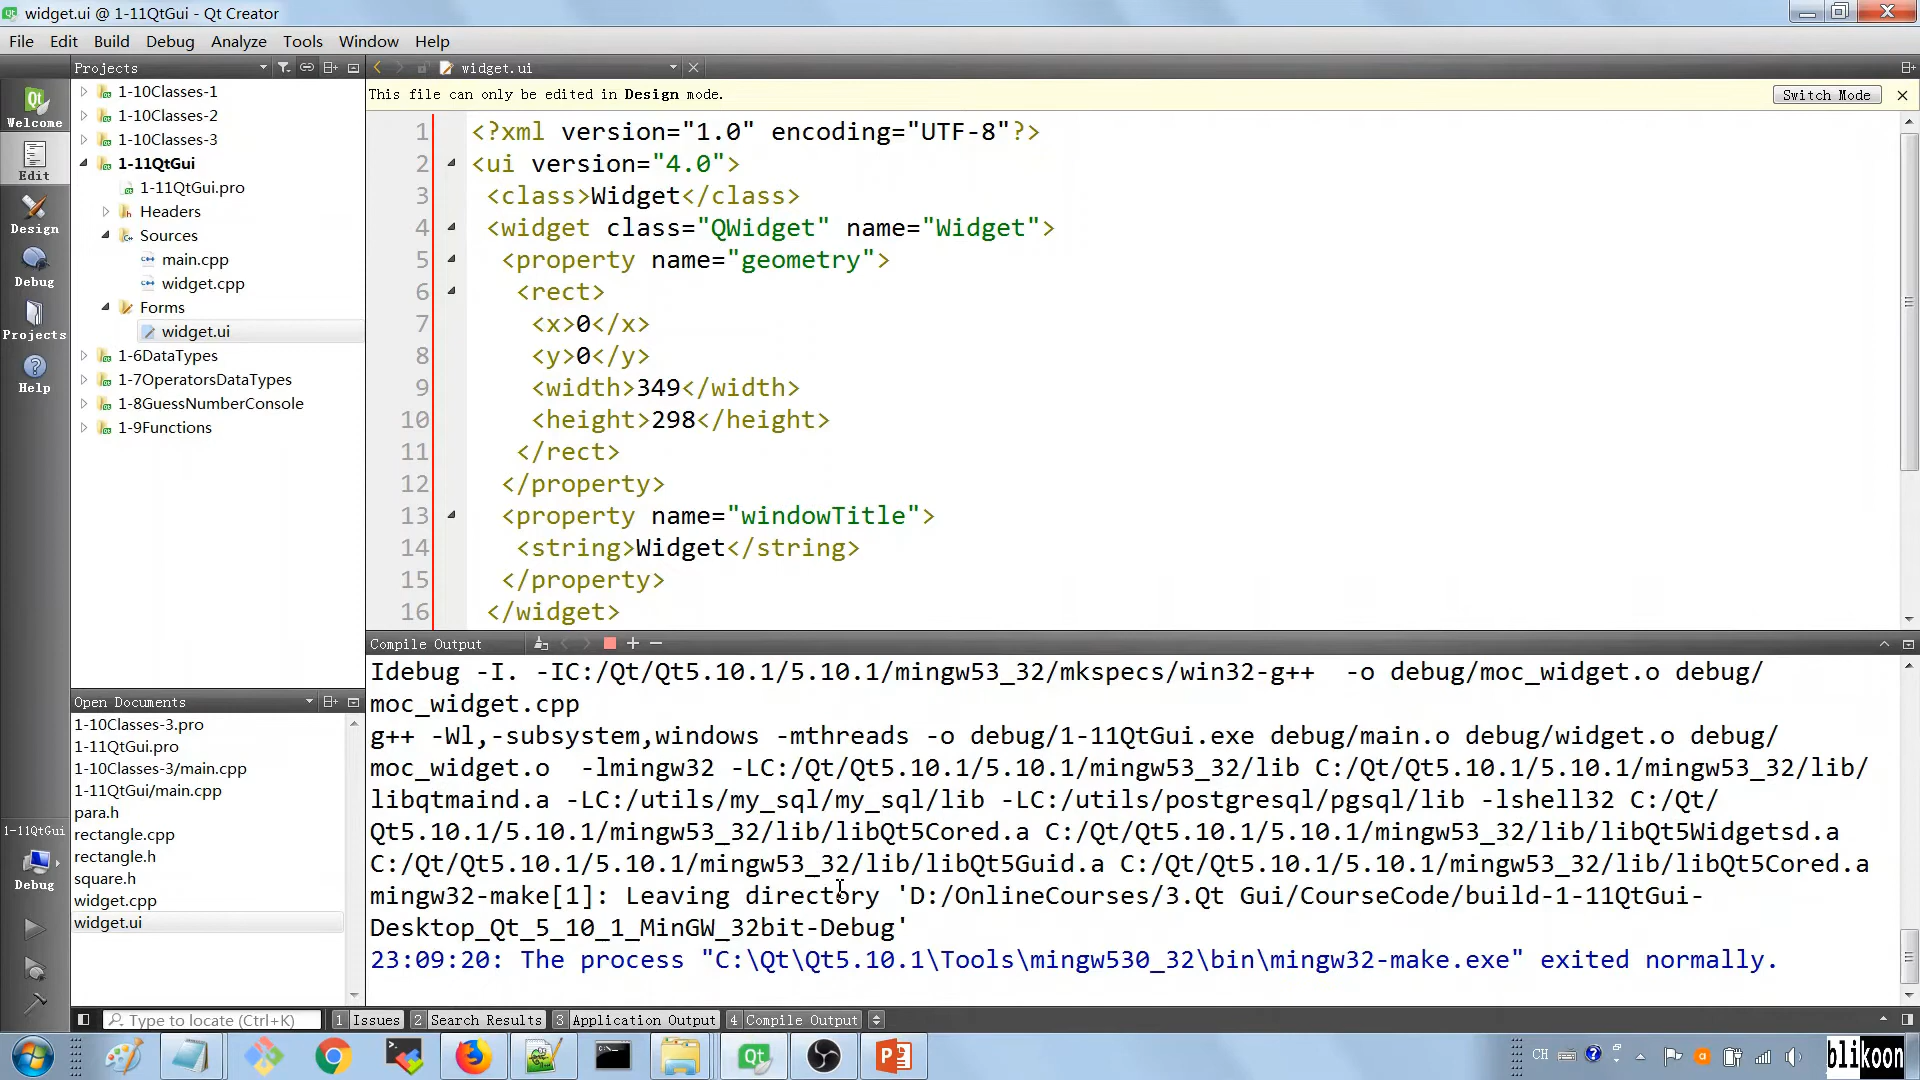 widget.ui @ 1-11QtGui - Qt Creator
File Edit Build Debug Analyze Tools Window Help
Projects
widget.ui
This file can only be edited in Design mode.
Switch Mode
Welcome
Edit
Design
Debug
Projects
Help
1-11QtGui
Debug
1-10Classes-1
1-10Classes-2
1-10Classes-3
1-11QtGui
1-11QtGui.pro
Headers
Sources
main.cpp
widget.cpp
Forms
widget.ui
1-6DataTypes
1-7OperatorsDataTypes
1-8GuessNumberConsole
1-9Functions
Open Documents
1-10Classes-3.pro
1-11QtGui.pro
1-10Classes-3/main.cpp
1-11QtGui/main.cpp
para.h
rectangle.cpp
rectangle.h
square.h
widget.cpp
widget.ui
1 <?xml version="1.0" encoding="UTF-8"?>
2 <ui version="4.0">
3 <class>Widget</class>
4 <widget class="QWidget" name="Widget">
5 <property name="geometry">
6 <rect>
7 <x>0</x>
8 <y>0</y>
9 <width>349</width>
10 <height>298</height>
11 </rect>
12 </property>
13 <property name="windowTitle">
14 <string>Widget</string>
15 </property>
16 </widget>
Compile Output
Idebug -I. -IC:/Qt/Qt5.10.1/5.10.1/mingw53_32/mkspecs/win32-g++ -o debug/moc_widget.o debug/
moc_widget.cpp
g++ -Wl,-subsystem,windows -mthreads -o debug/1-11QtGui.exe debug/main.o debug/widget.o debug/
moc_widget.o -lmingw32 -LC:/Qt/Qt5.10.1/5.10.1/mingw53_32/lib C:/Qt/Qt5.10.1/5.10.1/mingw53_32/lib/
libqtmaind.a -LC:/utils/my_sql/my_sql/lib -LC:/utils/postgresql/pgsql/lib -lshell32 C:/Qt/
Qt5.10.1/5.10.1/mingw53_32/lib/libQt5Cored.a C:/Qt/Qt5.10.1/5.10.1/mingw53_32/lib/libQt5Widgetsd.a
C:/Qt/Qt5.10.1/5.10.1/mingw53_32/lib/libQt5Guid.a C:/Qt/Qt5.10.1/5.10.1/mingw53_32/lib/libQt5Cored.a
mingw32-make[1]: Leaving directory 'D:/OnlineCourses/3.Qt Gui/CourseCode/build-1-11QtGui-
Desktop_Qt_5_10_1_MinGW_32bit-Debug'
23:09:20: The process "C:\Qt\Qt5.10.1\Tools\mingw530_32\bin\mingw32-make.exe" exited normally.
Type to locate (Ctrl+K) 1 Issues 2 Search Results 3 Application Output 4 Compile Output
CH
blikoon